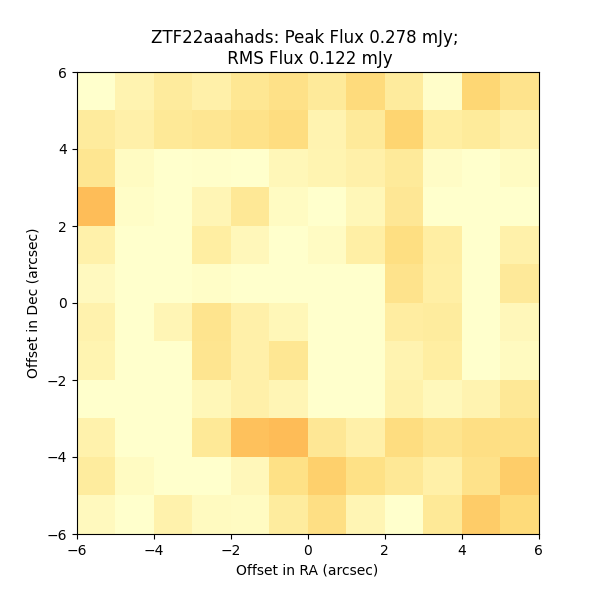 ZTF22aaahads: Peak Flux 0.278 mJy;
RMS Flux 0.122 mJy
6
4
2
0
−2
−4
−6
Offset in Dec (arcsec)
−6 −4 −2 0 2 4 6
Offset in RA (arcsec)